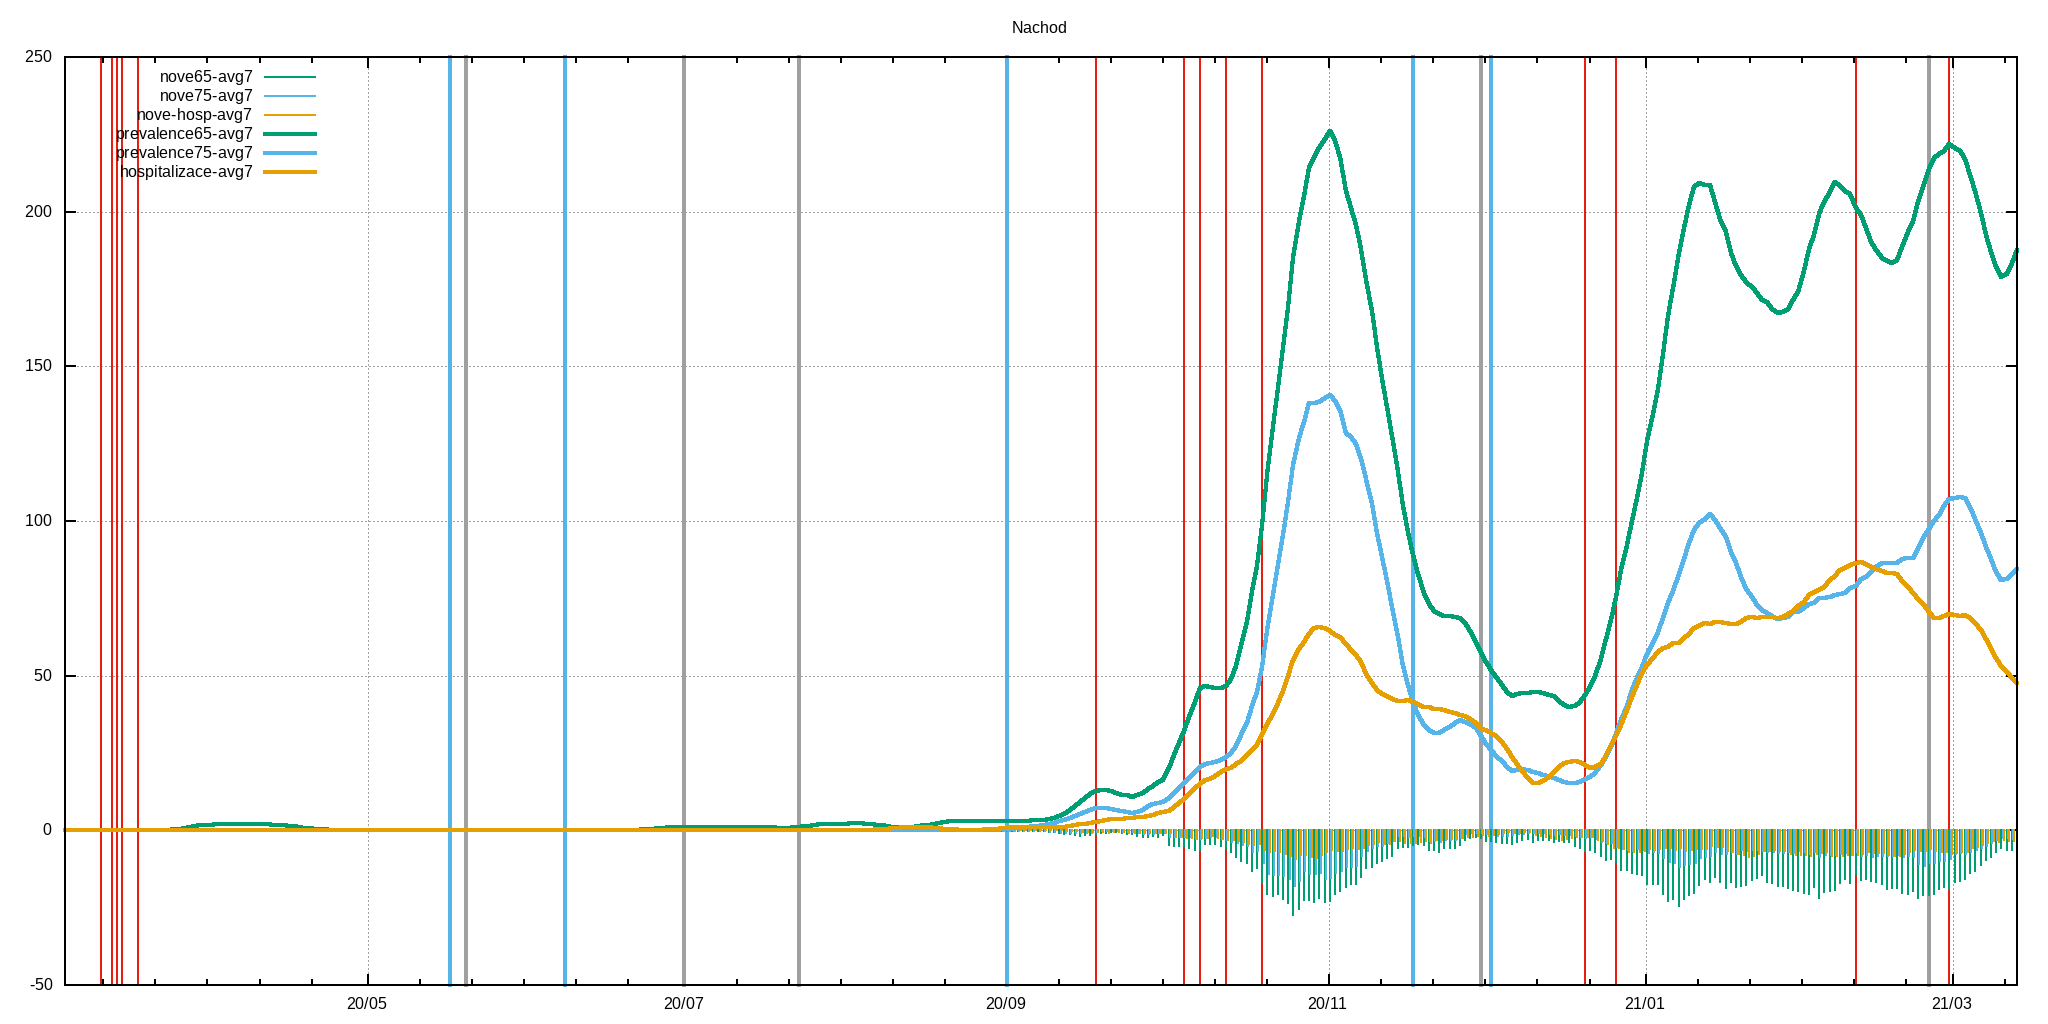 Nachod
250
200
150
100
50
0
-50
nove65-avg7
nove75-avg7
nove-hosp-avg7
prevalence65-avg7
prevalence75-avg7
hospitalizace-avg7
20/05
20/07
20/09
20/11
21/01
21/03